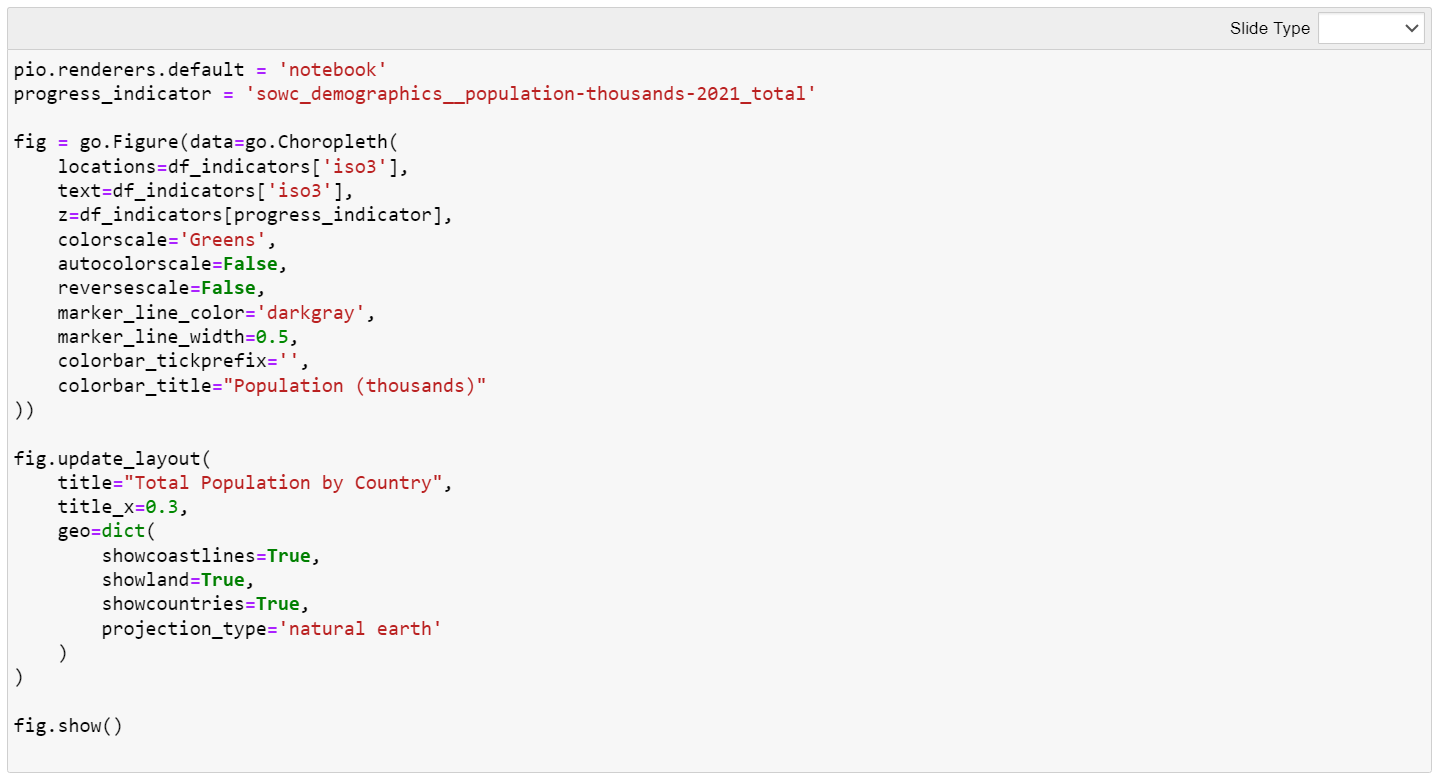 Slide Type
pio.renderers.default = 'notebook'
progress_indicator = 'sowc_demographics__population-thousands-2021_total'

fig = go.Figure(data=go.Choropleth(
    locations=df_indicators['iso3'],
    text=df_indicators['iso3'],
    z=df_indicators[progress_indicator],
    colorscale='Greens',
    autocolorscale=False,
    reversescale=False,
    marker_line_color='darkgray',
    marker_line_width=0.5,
    colorbar_tickprefix='',
    colorbar_title="Population (thousands)"
))

fig.update_layout(
    title="Total Population by Country",
    title_x=0.3,
    geo=dict(
        showcoastlines=True,
        showland=True,
        showcountries=True,
        projection_type='natural earth'
    )
)

fig.show()